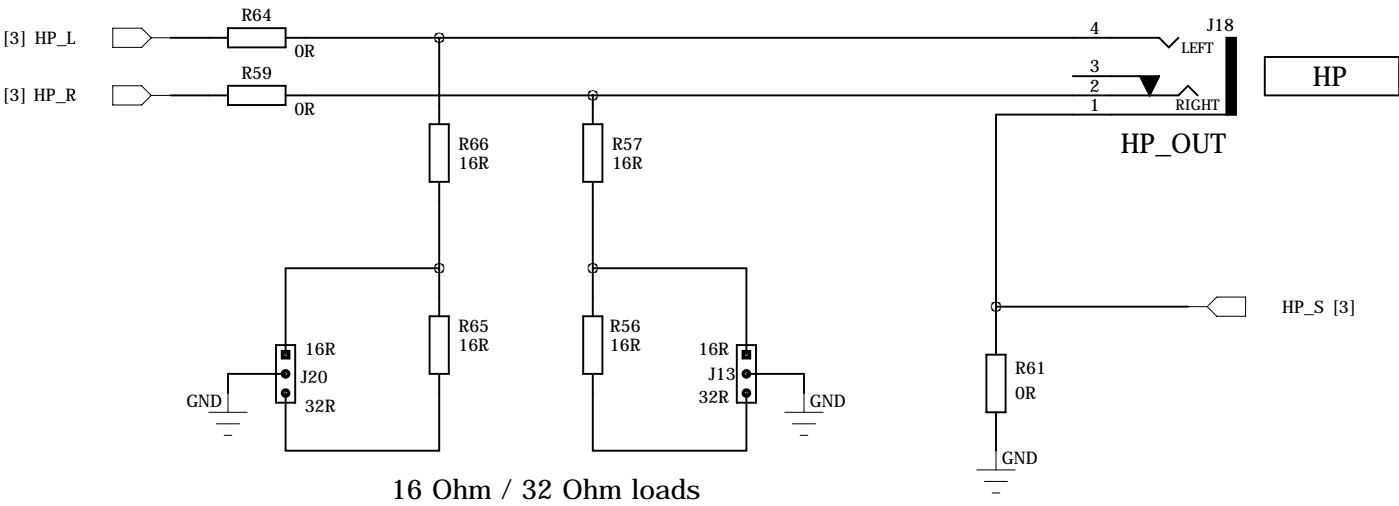 R64
[3] HP_L
0R
4
J18
LEFT
R59
3
HP
[3] HP_R
2
0R
1
RIGHT
HP_OUT
R66
16R
R57
16R
HP_S [3]
R65
16R
R56
16R
16R
J20
32R
GND
16R
J13
32R
GND
R61
0R
GND
16 Ohm / 32 Ohm loads